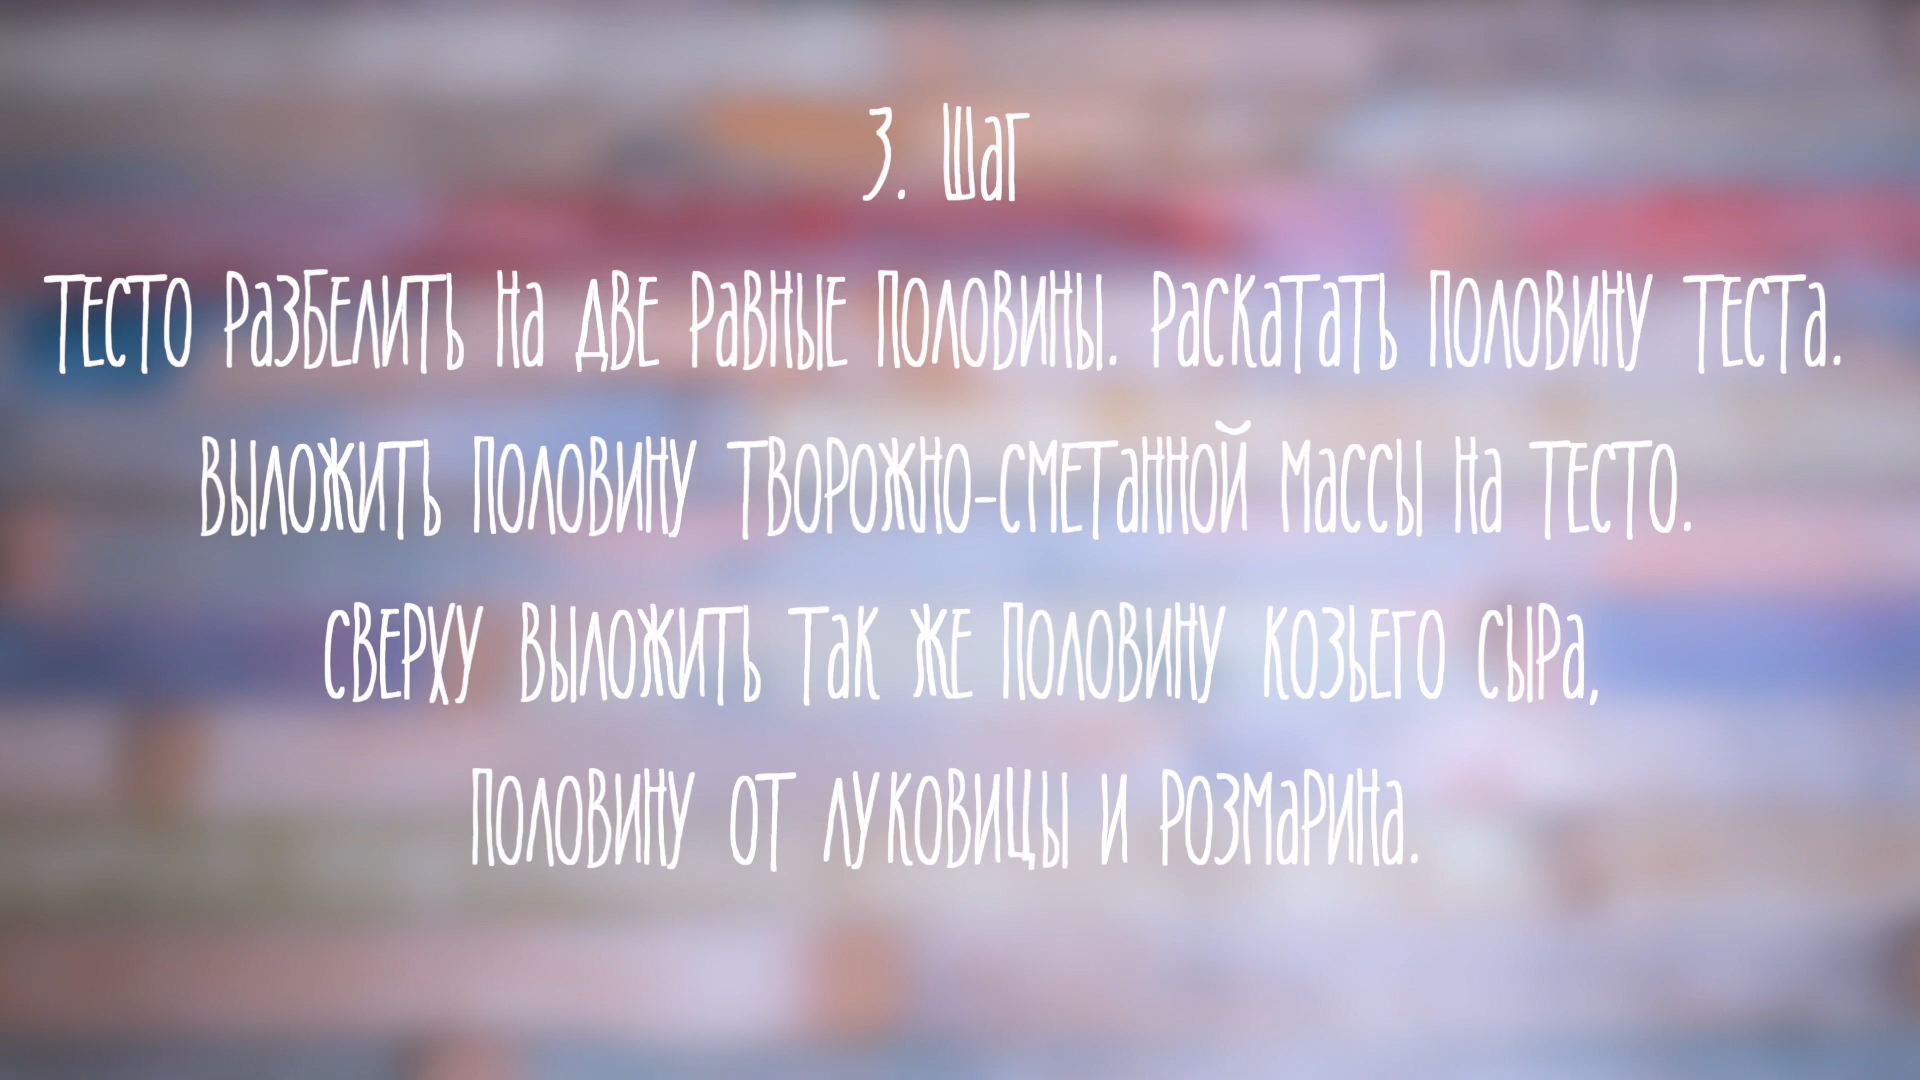 3. Шаг
Тесто разбелить на две равные половины. Раскатать половину теста.
Выложить половину творожно-сметанной массы на тесто.
Сверху выложить так же половину козьего сыра,
половину от луковицы и розмарина.